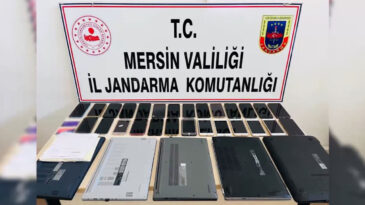 T.C.
MERSİN VALİLİĞİ
İL JANDARMA KOMUTANLIĞI